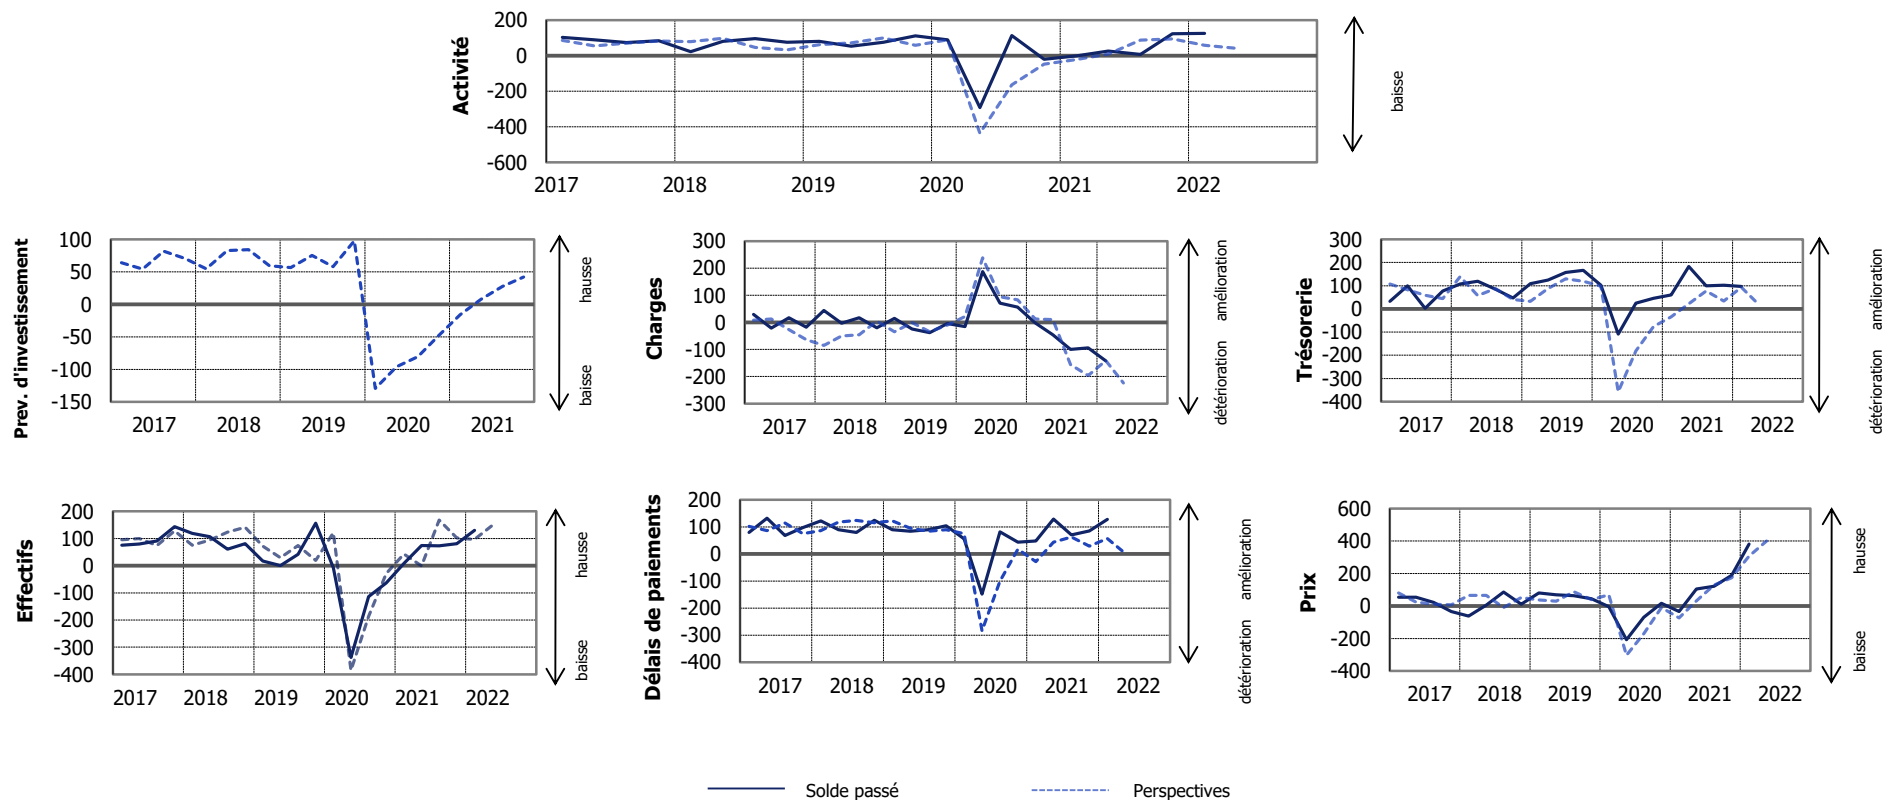 Activité
200
0
-200
-400
-600
2017 2018 2019 2020 2021 2022
baisse
Prev. d'investissement
100
50
0
-50
-100
-150
2017 2018 2019 2020 2021
hausse
baisse
Charges
300
200
100
0
-100
-200
-300
2017 2018 2019 2020 2021 2022
amélioration
détérioration
Trésorerie
300
200
100
0
-100
-200
-300
-400
2017 2018 2019 2020 2021 2022
amélioration
détérioration
Effectifs
200
100
0
-100
-200
-300
-400
2017 2018 2019 2020 2021 2022
hausse
baisse
Délais de paiements
200
100
0
-100
-200
-300
-400
2017 2018 2019 2020 2021 2022
amélioration
détérioration
Prix
600
400
200
0
-200
-400
2017 2018 2019 2020 2021 2022
hausse
baisse
Solde passé Perspectives